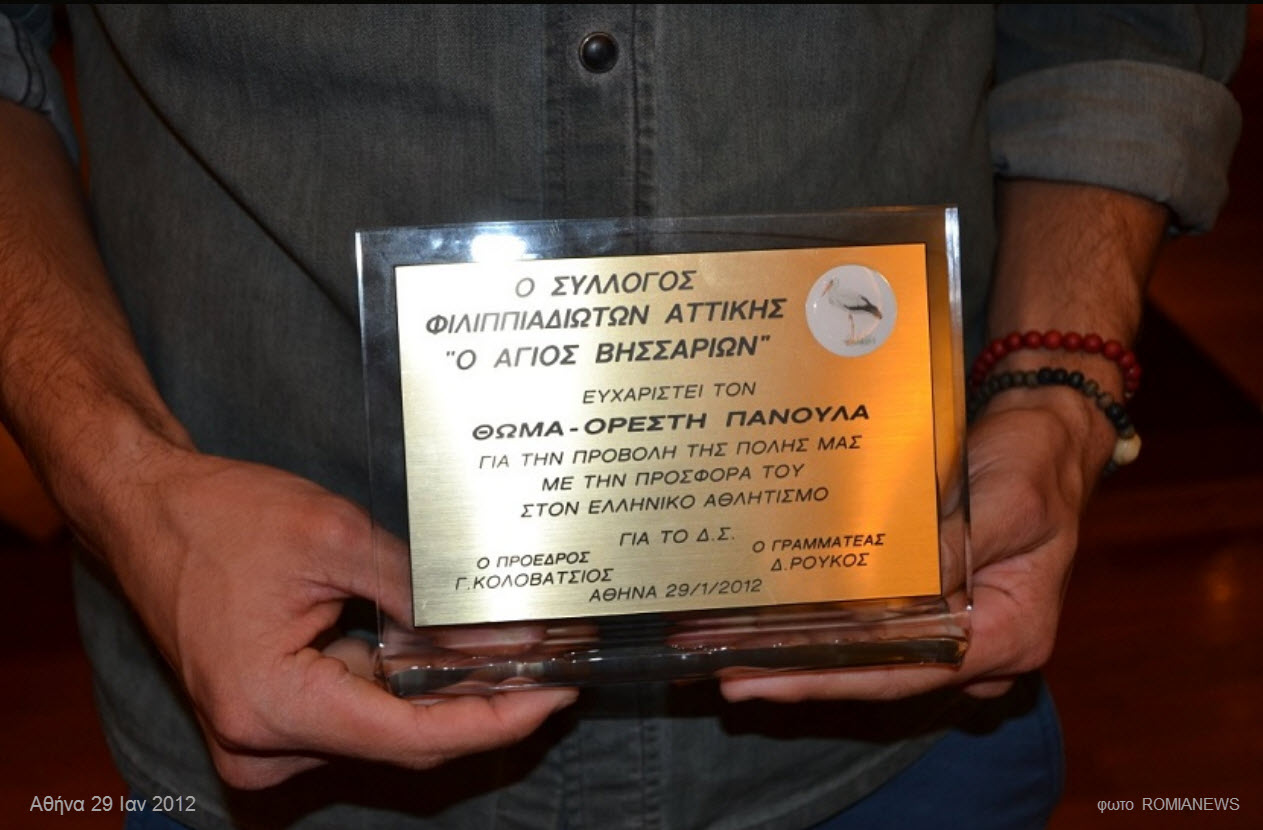 Ο ΣΥΛΛΟΓΟΣ
ΦΙΛΙΠΠΙΑΔΙΩΤΩΝ ΑΤΤΙΚΗΣ
"Ο ΑΓΙΟΣ ΒΗΣΣΑΡΙΩΝ"
ΕΥΧΑΡΙΣΤΕΙ ΤΟΝ
ΘΩΜΑ-ΟΡΕΣΤΗ ΠΑΝΟΥΛΑ
ΓΙΑ ΤΗΝ ΠΡΟΒΟΛΗ ΤΗΣ ΠΟΛΗΣ ΜΑΣ
ΜΕ ΤΗΝ ΠΡΟΣΦΟΡΑ ΤΟΥ
ΣΤΟΝ ΕΛΛΗΝΙΚΟ ΑΘΛΗΤΙΣΜΟ
ΓΙΑ ΤΟ Δ.Σ.
Ο ΠΡΟΕΔΡΟΣ
Γ.ΚΟΛΟΒΑΤΣΙΟΣ
Ο ΓΡΑΜΜΑΤΕΑΣ
Δ.ΡΟΥΚΟΣ
ΑΘΗΝΑ 29/1/2012
Αθήνα 29 Ιαν 2012
φωτο ROMIANEWS